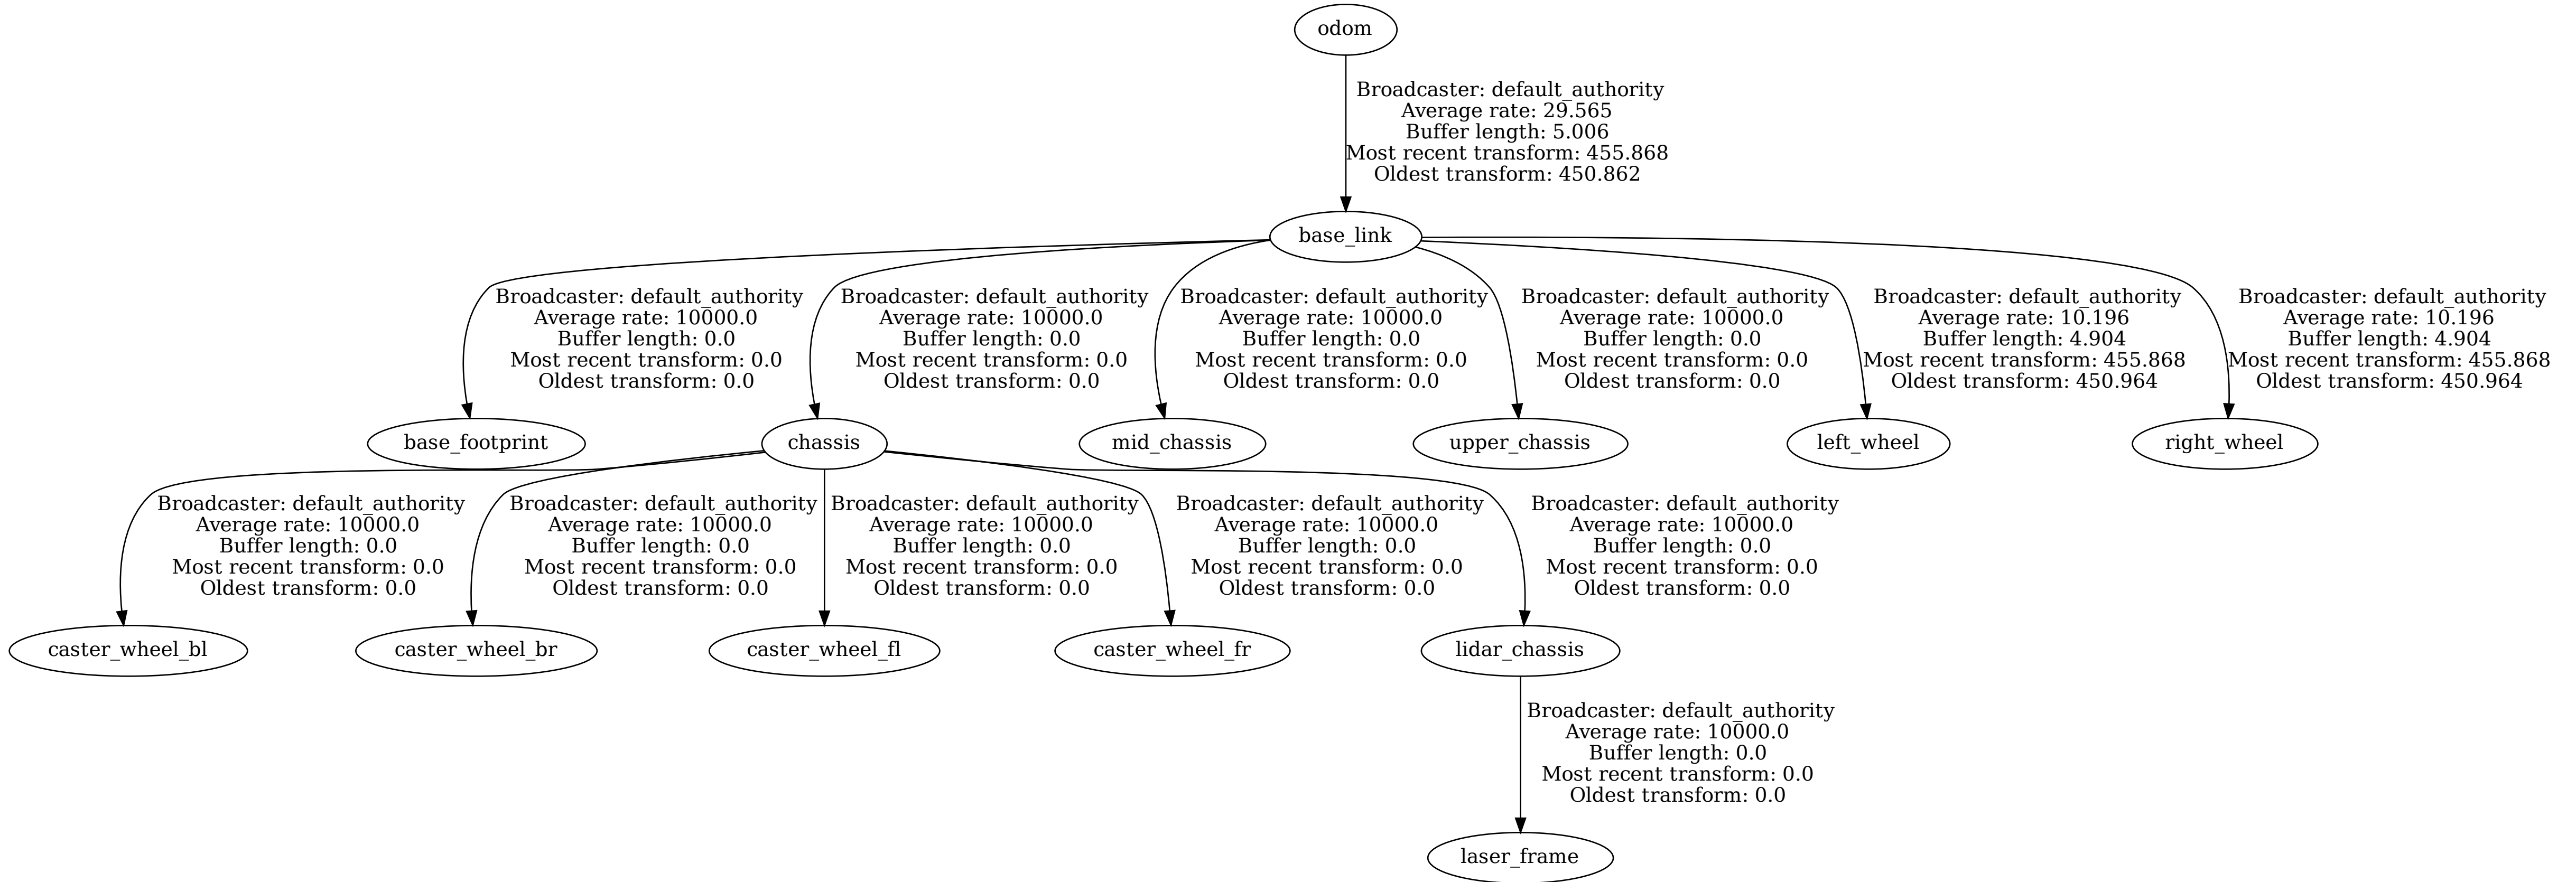 odom
Broadcaster: default_authority
Average rate: 29.565
Buffer length: 5.006
Most recent transform: 455.868
Oldest transform: 450.862
base_link
Broadcaster: default_authority
Average rate: 10000.0
Buffer length: 0.0
Most recent transform: 0.0
Oldest transform: 0.0
Broadcaster: default_authority
Average rate: 10000.0
Buffer length: 0.0
Most recent transform: 0.0
Oldest transform: 0.0
Broadcaster: default_authority
Average rate: 10000.0
Buffer length: 0.0
Most recent transform: 0.0
Oldest transform: 0.0
Broadcaster: default_authority
Average rate: 10000.0
Buffer length: 0.0
Most recent transform: 0.0
Oldest transform: 0.0
Broadcaster: default_authority
Average rate: 10.196
Buffer length: 4.904
Most recent transform: 455.868
Oldest transform: 450.964
Broadcaster: default_authority
Average rate: 10.196
Buffer length: 4.904
Most recent transform: 455.868
Oldest transform: 450.964
base_footprint
chassis
mid_chassis
upper_chassis
left_wheel
right_wheel
Broadcaster: default_authority
Average rate: 10000.0
Buffer length: 0.0
Most recent transform: 0.0
Oldest transform: 0.0
Broadcaster: default_authority
Average rate: 10000.0
Buffer length: 0.0
Most recent transform: 0.0
Oldest transform: 0.0
Broadcaster: default_authority
Average rate: 10000.0
Buffer length: 0.0
Most recent transform: 0.0
Oldest transform: 0.0
Broadcaster: default_authority
Average rate: 10000.0
Buffer length: 0.0
Most recent transform: 0.0
Oldest transform: 0.0
Broadcaster: default_authority
Average rate: 10000.0
Buffer length: 0.0
Most recent transform: 0.0
Oldest transform: 0.0
caster_wheel_bl
caster_wheel_br
caster_wheel_fl
caster_wheel_fr
lidar_chassis
Broadcaster: default_authority
Average rate: 10000.0
Buffer length: 0.0
Most recent transform: 0.0
Oldest transform: 0.0
laser_frame